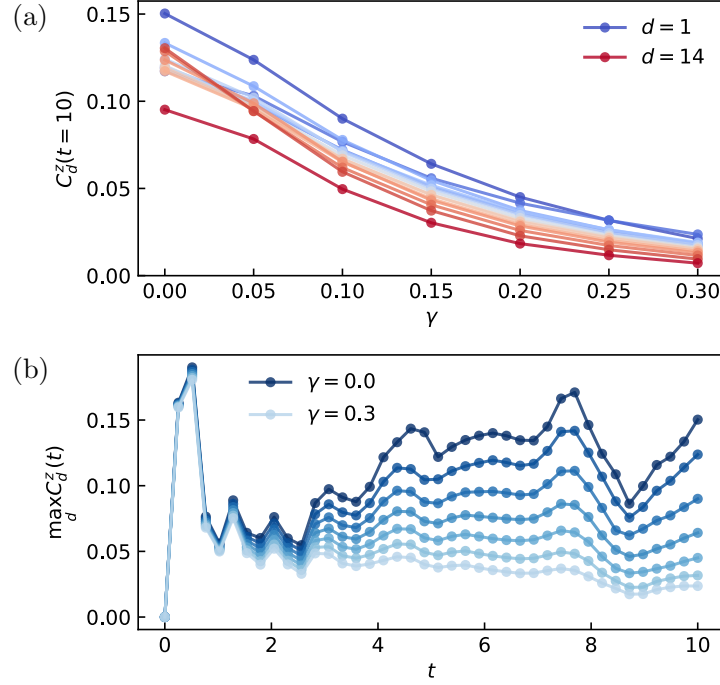 (a)
0.15
0.10
0.05
0.00
C_d^z(t = 10)
d = 1
d = 14
0.00 0.05 0.10 0.15 0.20 0.25 0.30
γ
(b)
0.15
0.10
0.05
0.00
max_d C_d^z(t)
γ = 0.0
γ = 0.3
0 2 4 6 8 10
t